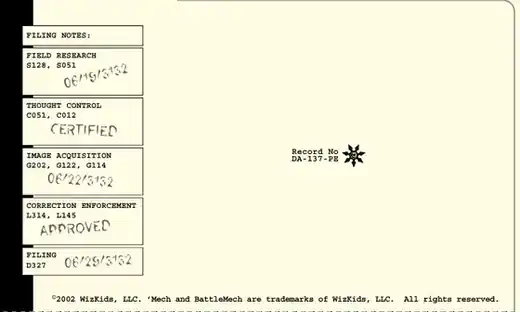 FILING NOTES:
FIELD RESEARCH
S128, S051
06/19/3132
THOUGHT CONTROL
C051, C012
CERTIFIED
IMAGE ACQUISITION
G202, G122, G114
06/22/3132
CORRECTION ENFORCEMENT
L314, L145
APPROVED
FILING
D327
06/29/3132
Record No
DA-137-PE
©2002 WizKids, LLC. ‘Mech and BattleMech are trademarks of WizKids, LLC. All rights reserved.